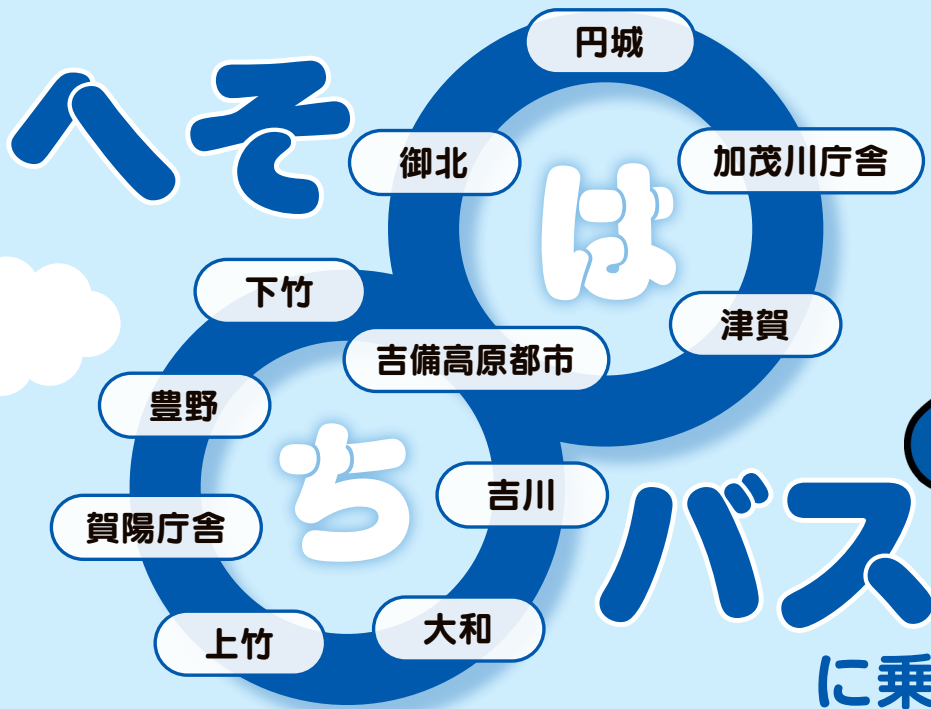 へそ
は
ち
バス
に乗
円城
御北
加茂川庁舎
津賀
吉備高原都市
下竹
豊野
賀陽庁舎
上竹
大和
吉川